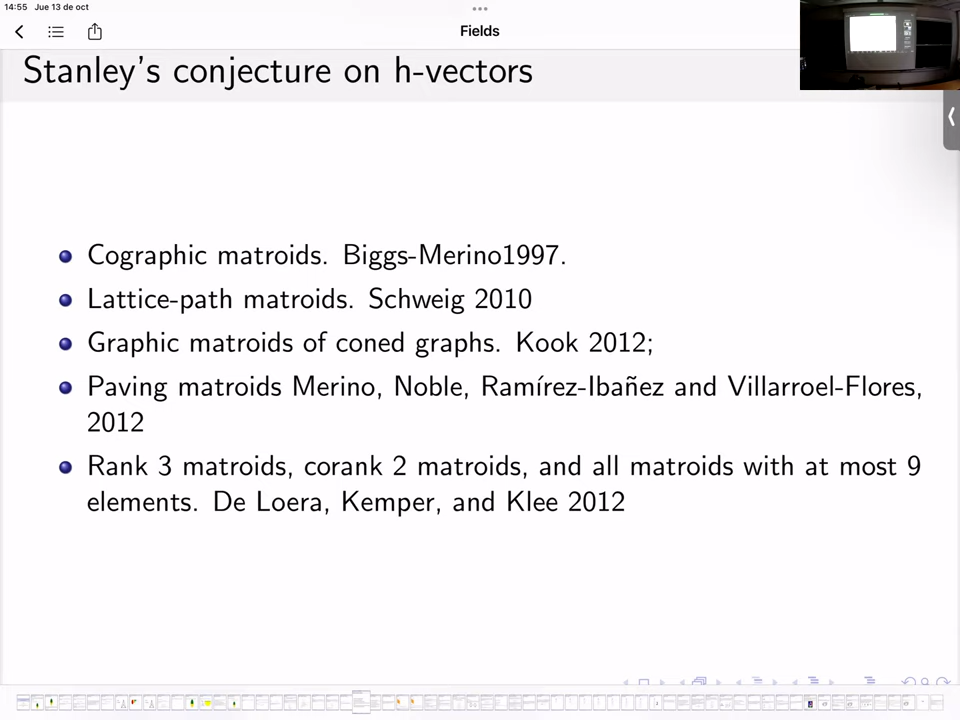 14:55 Jue 13 de oct
Fields
Stanley's conjecture on h-vectors
Cographic matroids. Biggs-Merino1997.
Lattice-path matroids. Schweig 2010
Graphic matroids of coned graphs. Kook 2012;
Paving matroids Merino, Noble, Ramírez-Ibañez and Villarroel-Flores,
2012
Rank 3 matroids, corank 2 matroids, and all matroids with at most 9
elements. De Loera, Kemper, and Klee 2012